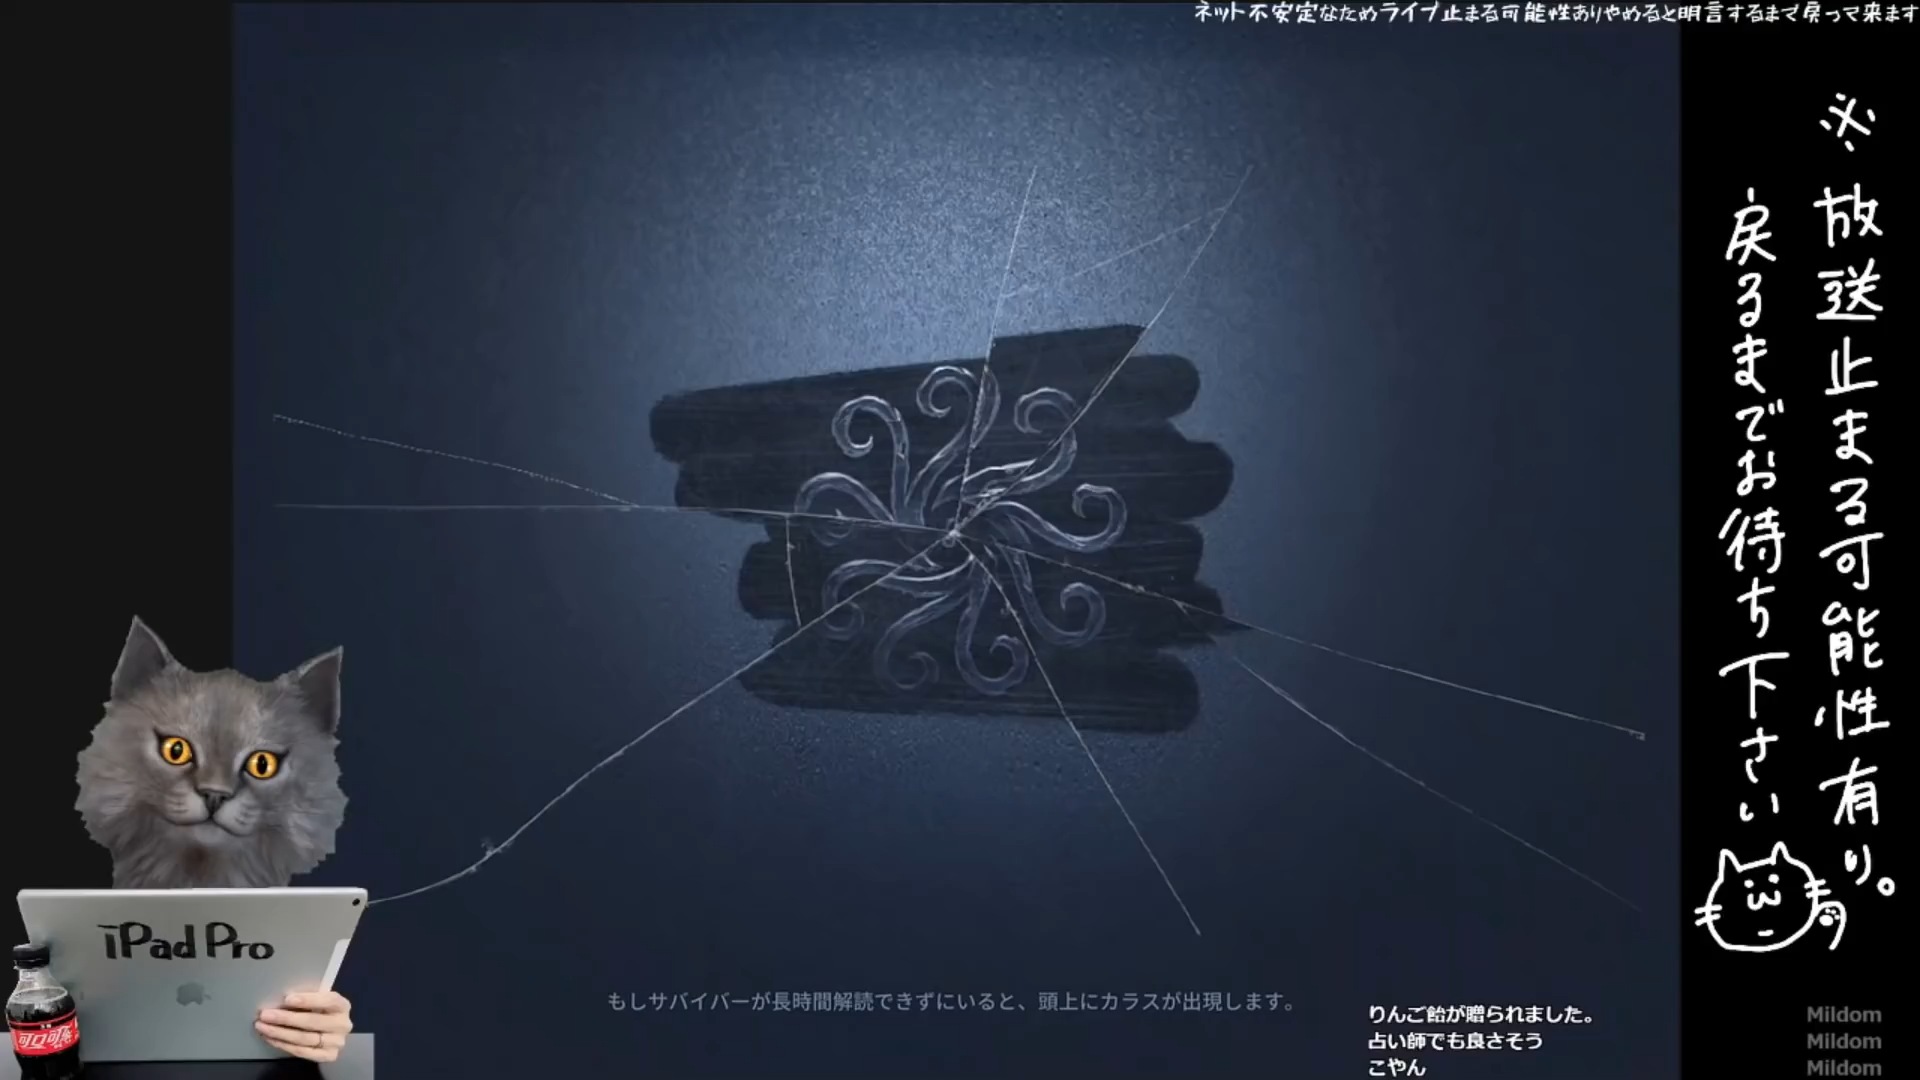 ネット不安定なためライブ止まる可能性ありやめると明言するまで戻って来ます
※放送止まる可能性有り。
戻るまでお待ち下さい
iPad Pro
可口可乐
もしサバイバーが長時間解読できずにいると、頭上にカラスが出現します。
りんご飴が贈られました。
占い師でも良さそう
こやん
Mildom
Mildom
Mildom